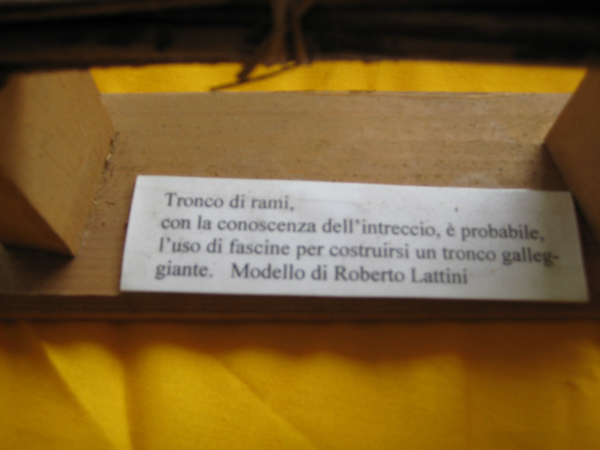 Tronco di rami,
con la conoscenza dell'intreccio, è probabile,
l'uso di fascine per costruirsi un tronco galleg-
giante. Modello di Roberto Lattini